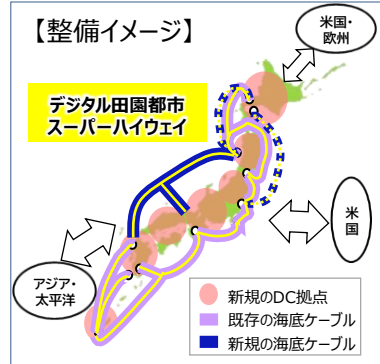 【整備イメージ】
米国・
欧州
デジタル田園都市
スーパーハイウェイ
米
国
アジア・
太平洋
新規のDC拠点
既存の海底ケーブル
新規の海底ケーブル